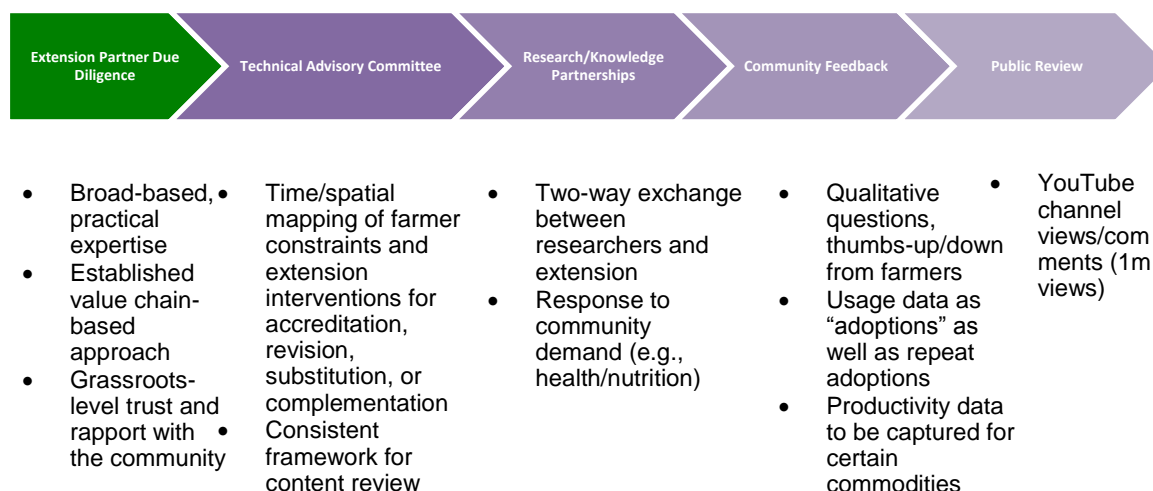 Extension Partner Due
Diligence
Technical Advisory Committee
Research/Knowledge
Partnerships
Community Feedback
Public Review
• Broad-based,
practical
expertise
• Established
value chain-
based
approach
• Grassroots-
level trust and
rapport with
the community
• Time/spatial
mapping of farmer
constraints and
extension
interventions for
accreditation,
revision,
substitution, or
complementation
• Consistent
framework for
content review
• Two-way exchange
between
researchers and
extension
• Response to
community
demand (e.g.,
health/nutrition)
• Qualitative
questions,
thumbs-up/down
from farmers
• Usage data as
“adoptions” as
well as repeat
adoptions
• Productivity data
to be captured for
certain
commodities
• YouTube
channel
views/com
ments (1m
views)